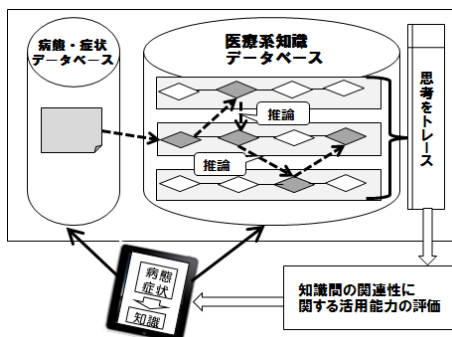 病態・症状
データベース
医療系知識
データベース
推論
推論
思考をトレース
病態
症状
知識
知識間の関連性に
関する活用能力の評価